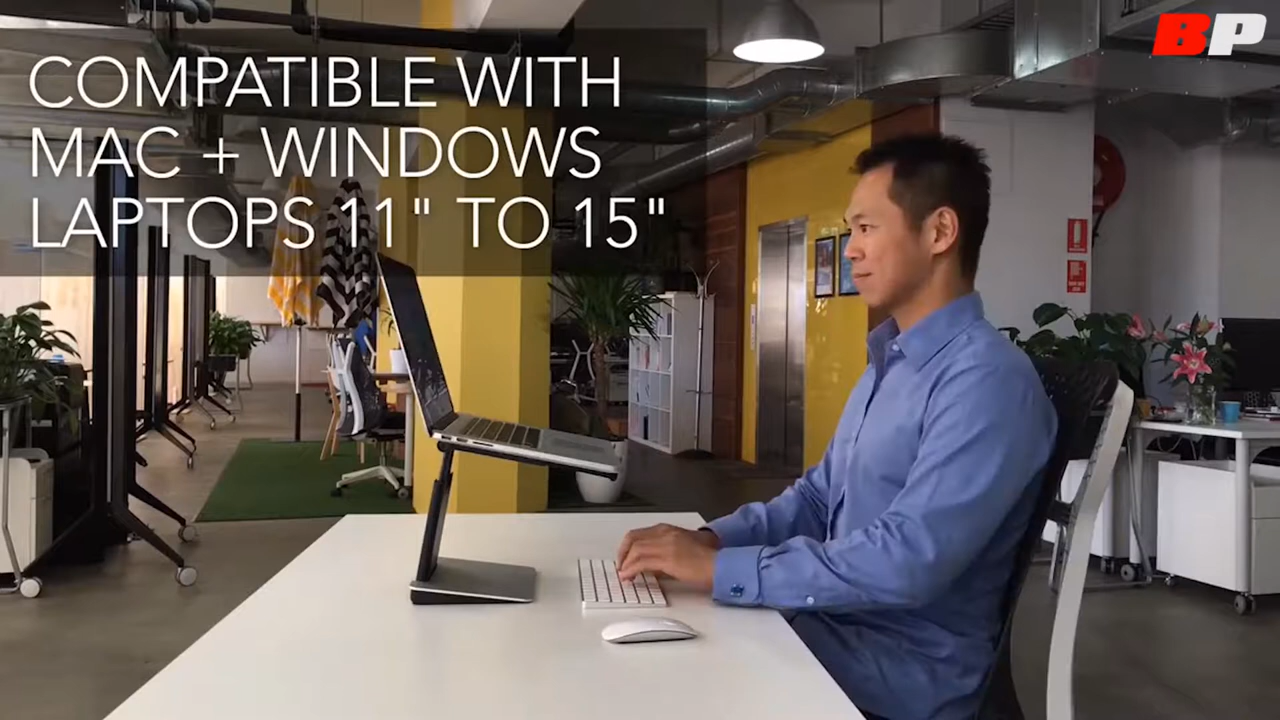 BP
COMPATIBLE WITH
MAC + WINDOWS
LAPTOPS 11" TO 15"